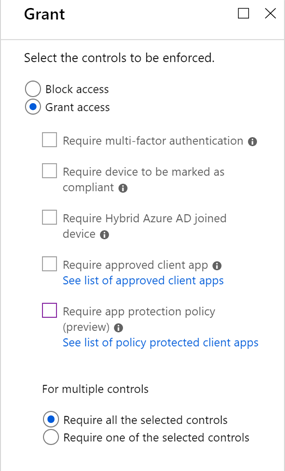 Grant
Select the controls to be enforced.
Block access
Grant access
Require multi-factor authentication
Require device to be marked as
compliant
Require Hybrid Azure AD joined
device
Require approved client app
See list of approved client apps
Require app protection policy
(preview)
See list of policy protected client apps
For multiple controls
Require all the selected controls
Require one of the selected controls